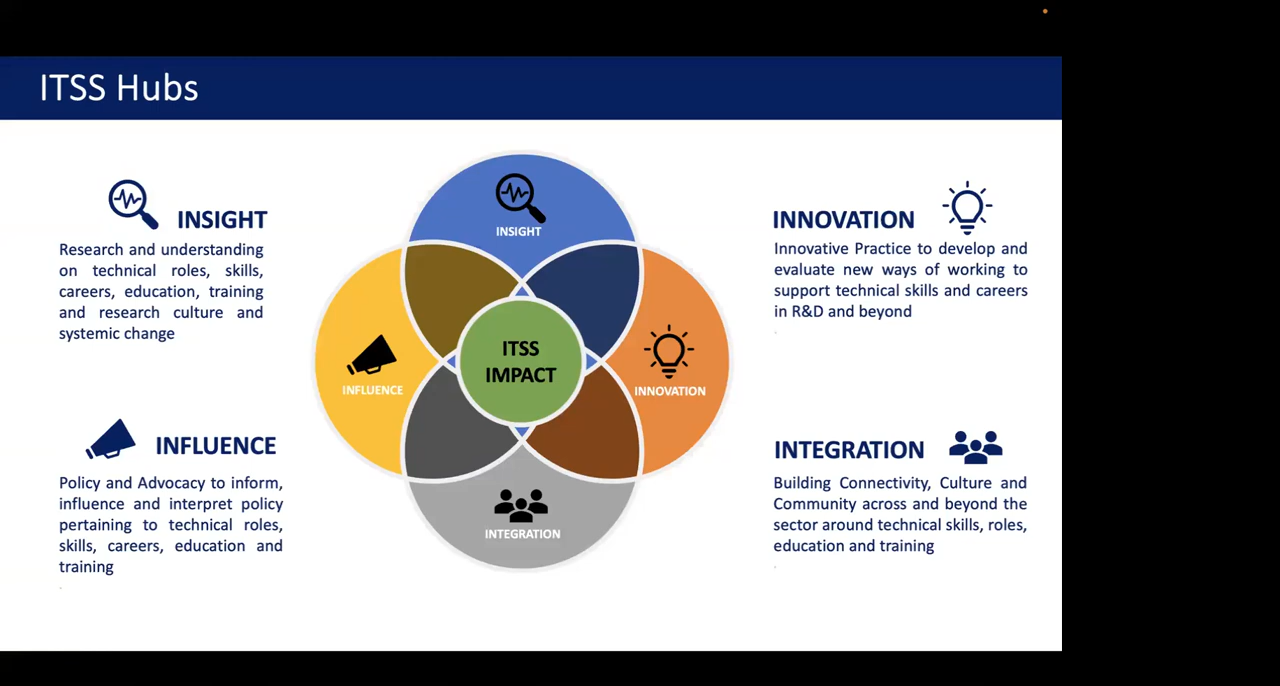 ITSS Hubs
INSIGHT
Research and understanding
on technical roles, skills,
careers, education, training
and research culture and
systemic change
INFLUENCE
Policy and Advocacy to inform,
influence and interpret policy
pertaining to technical roles,
skills, careers, education and
training
INSIGHT
INFLUENCE
ITSS
IMPACT
INNOVATION
INTEGRATION
INNOVATION
Innovative Practice to develop and
evaluate new ways of working to
support technical skills and careers
in R&D and beyond
INTEGRATION
Building Connectivity, Culture and
Community across and beyond the
sector around technical skills, roles,
education and training